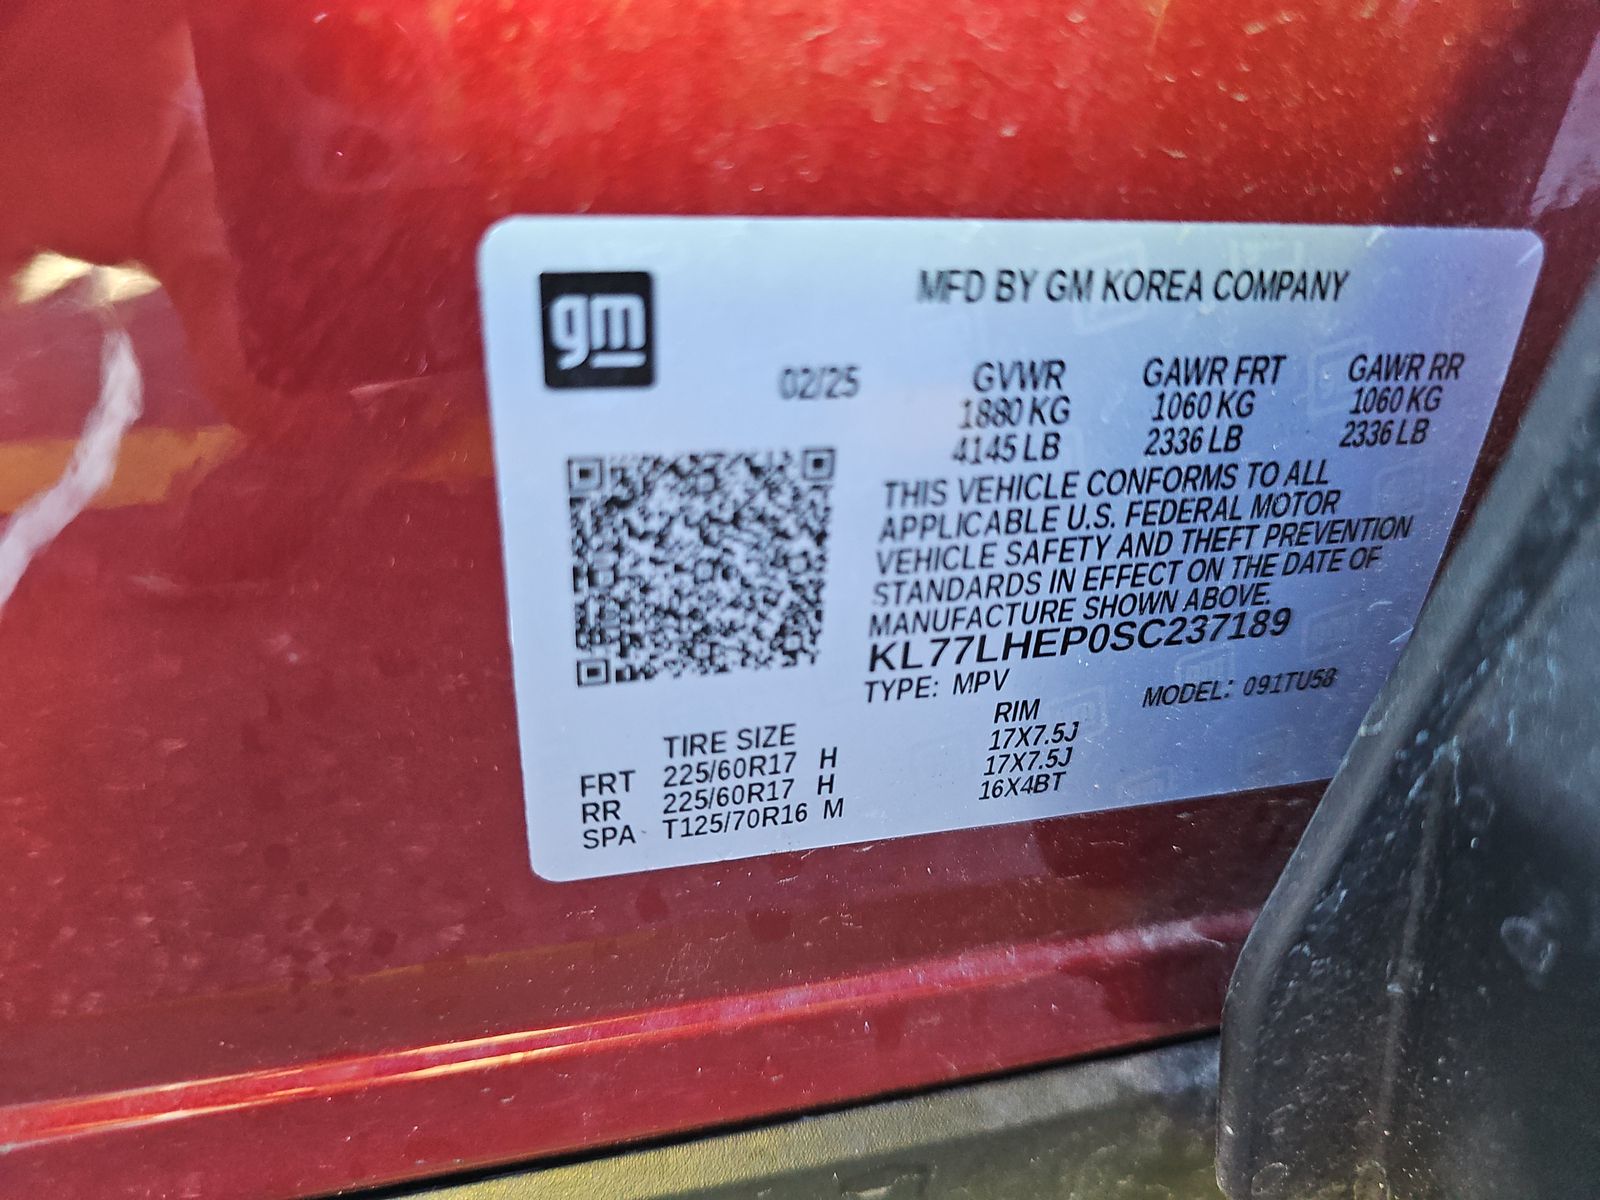 gm
MFD BY GM KOREA COMPANY
02/25
GVWR GAWR FRT GAWR RR
1880 KG 1060 KG 1060 KG
4145 LB 2336 LB 2336 LB
THIS VEHICLE CONFORMS TO ALL
APPLICABLE U.S. FEDERAL MOTOR
VEHICLE SAFETY AND THEFT PREVENTION
STANDARDS IN EFFECT ON THE DATE OF
MANUFACTURE SHOWN ABOVE.
KL77LHEP0SC237189
TYPE: MPV MODEL: 091TU58
TIRE SIZE RIM
FRT 225/60R17 H 17X7.5J
RR 225/60R17 H 17X7.5J
SPA T125/70R16 M 16X4BT